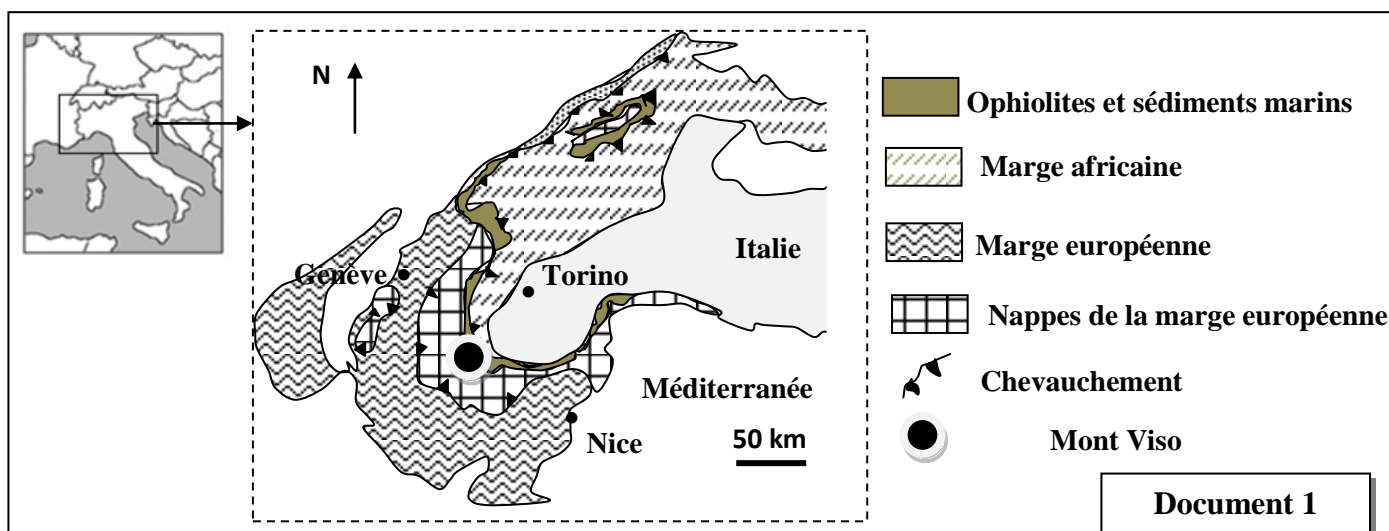 N
Genève
Torino
Italie
Méditerranée
Nice
50 km
Ophiolites et sédiments marins
Marge africaine
Marge européenne
Nappes de la marge européenne
Chevauchement
Mont Viso
Document 1